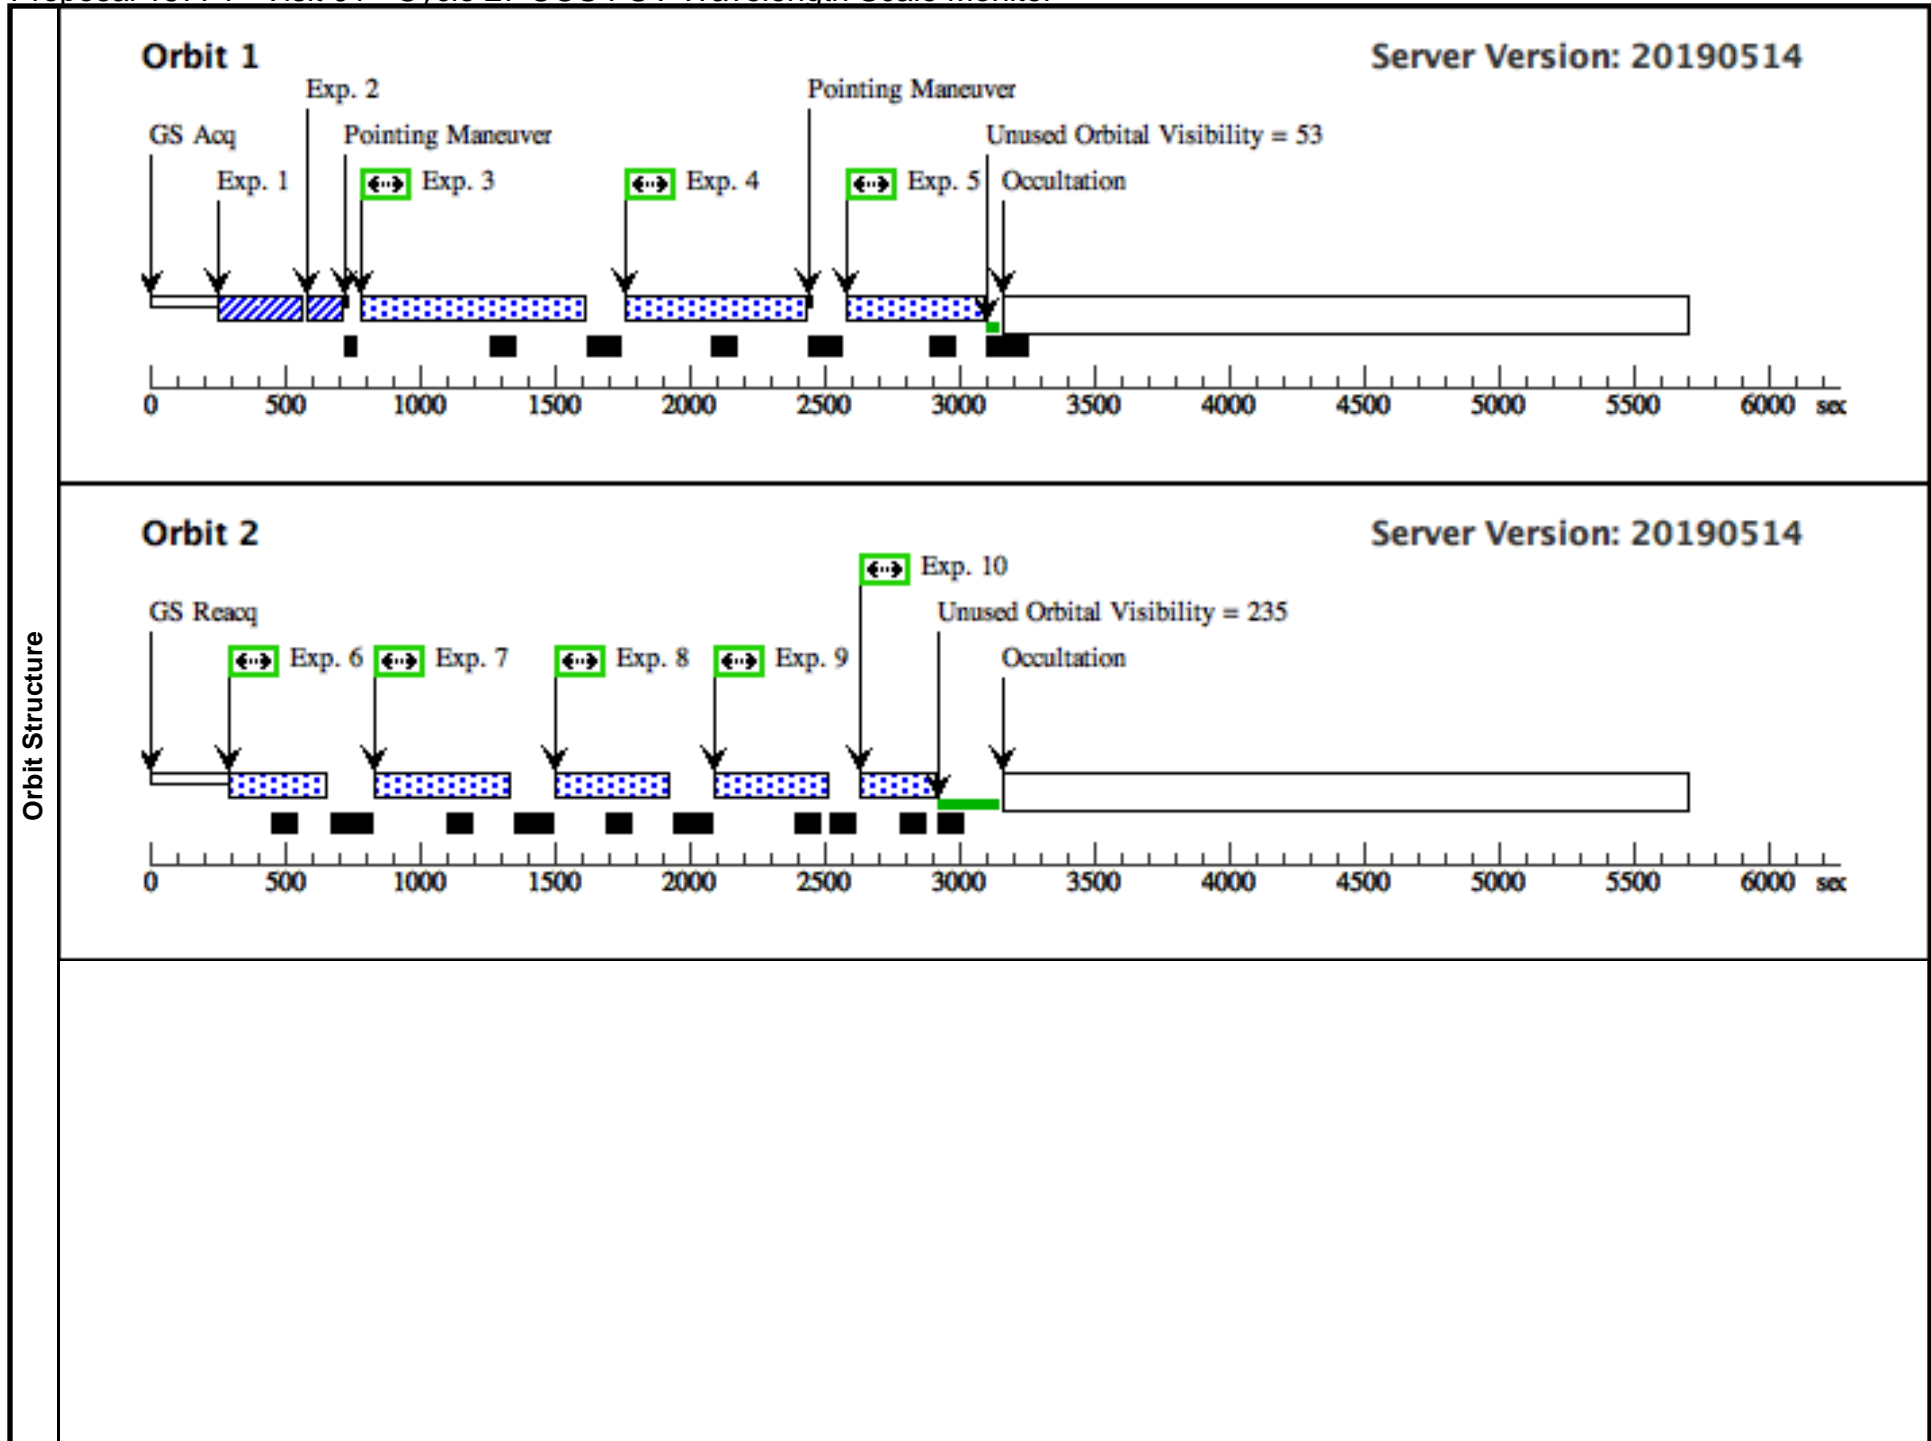 Orbit Structure
Orbit 1
Server Version: 20190514
Exp. 2
Pointing Maneuver
GS Acq
Pointing Maneuver
Unused Orbital Visibility = 53
Exp. 1
Exp. 3
Exp. 4
Exp. 5
Occultation
0 500 1000 1500 2000 2500 3000 3500 4000 4500 5000 5500 6000 sec
Orbit 2
Server Version: 20190514
Exp. 10
GS Reacq
Unused Orbital Visibility = 235
Exp. 6
Exp. 7
Exp. 8
Exp. 9
Occultation
0 500 1000 1500 2000 2500 3000 3500 4000 4500 5000 5500 6000 sec